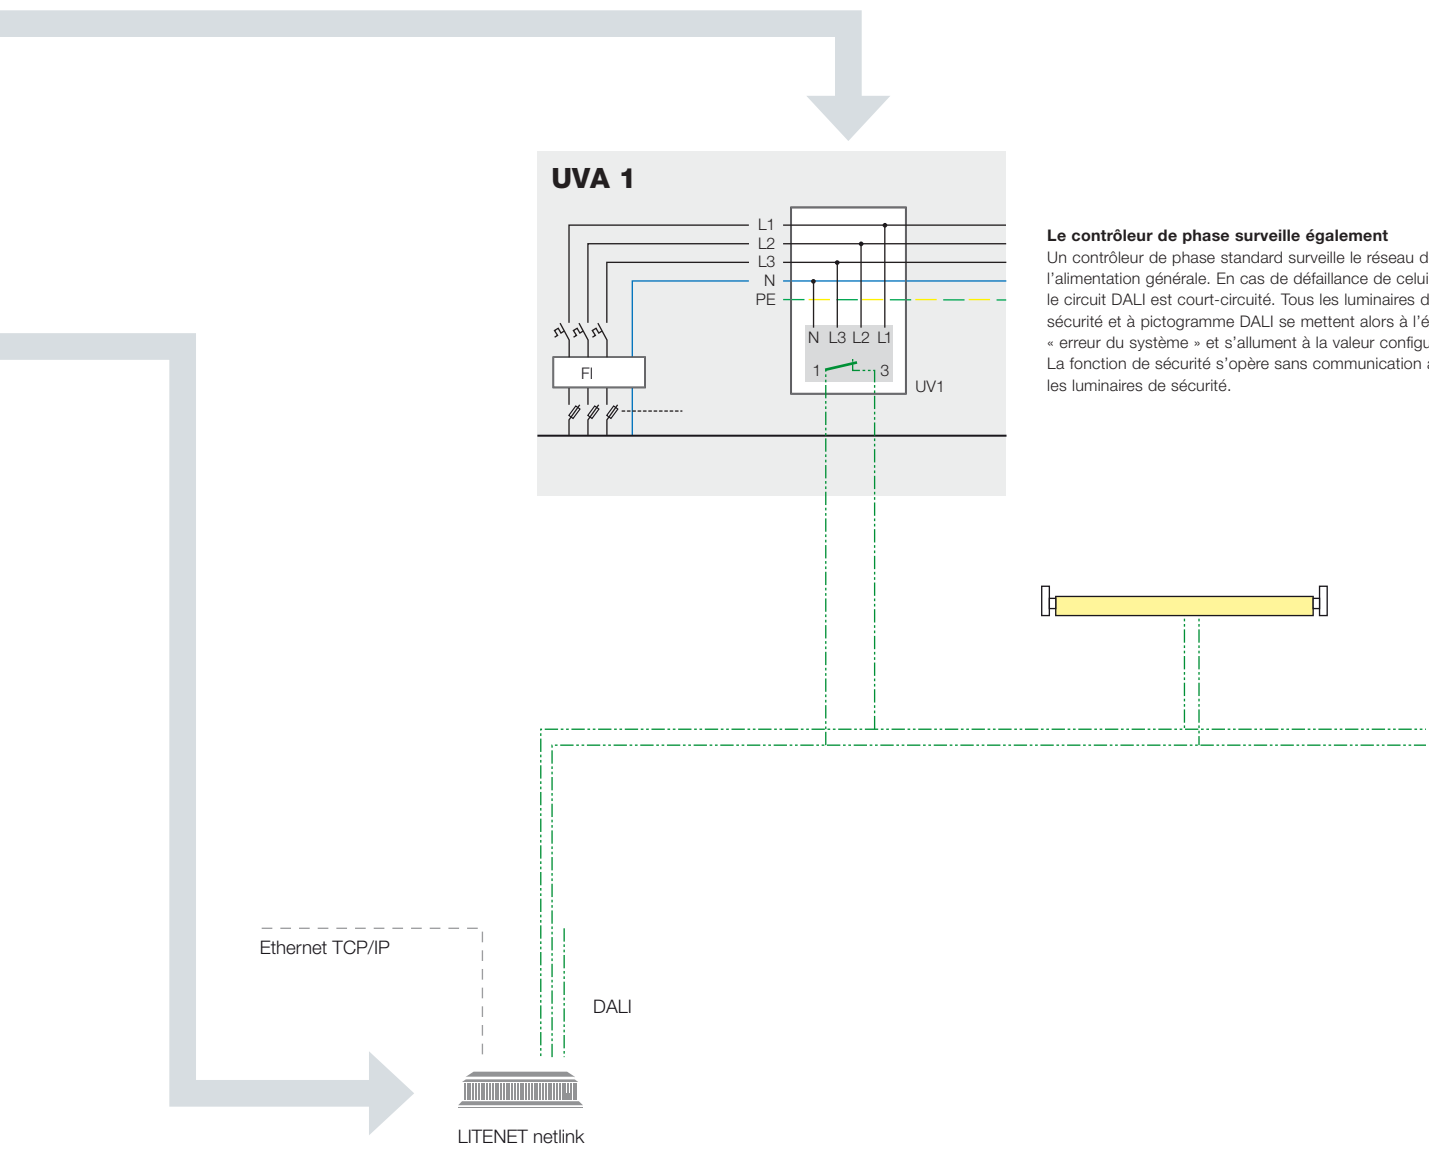 UVA 1
L1
L2
L3
N
PE
N L3 L2 L1
1 3
FI
UV1
Le contrôleur de phase surveille également
Un contrôleur de phase standard surveille le réseau
l’alimentation générale. En cas de défaillance de celui
le circuit DALI est court-circuité. Tous les luminaires
sécurité et à pictogramme DALI se mettent alors à
« erreur du système » et s’allument à la valeur
La fonction de sécurité s’opère sans communication
les luminaires de sécurité.
Ethernet TCP/IP
DALI
LITENET netlink